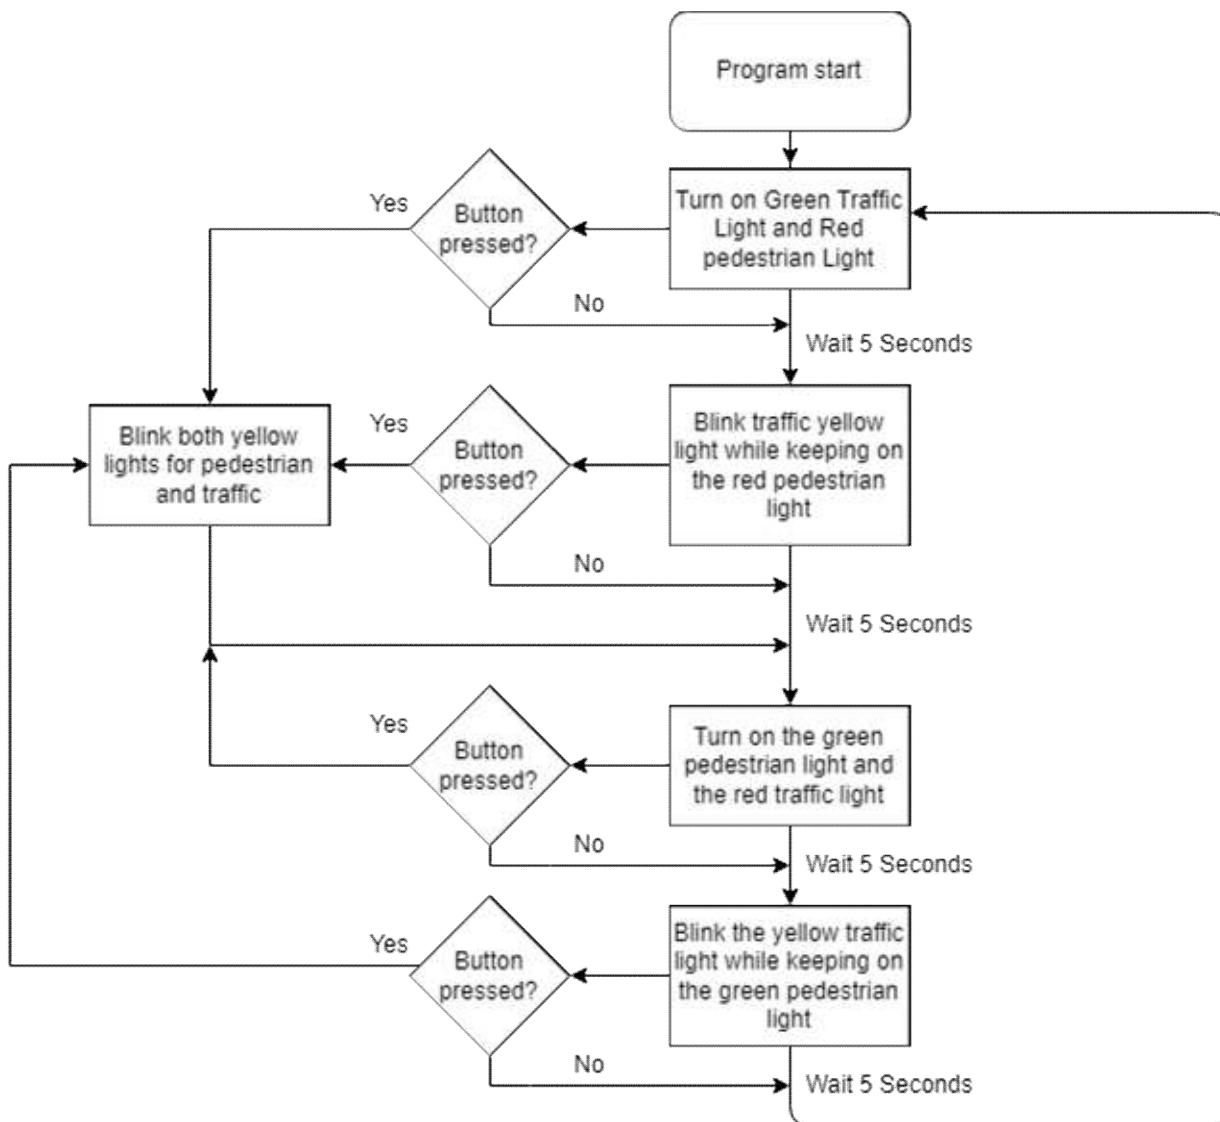 Program start
Turn on Green Traffic
Light and Red
pedestrian Light
Yes
Button
pressed?
No
Wait 5 Seconds
Blink both yellow
lights for pedestrian
and traffic
Yes
Button
pressed?
Blink traffic yellow
light while keeping on
the red pedestrian
light
No
Wait 5 Seconds
Yes
Button
pressed?
Turn on the green
pedestrian light and
the red traffic light
No
Wait 5 Seconds
Yes
Button
pressed?
Blink the yellow traffic
light while keeping on
the green pedestrian
light
No
Wait 5 Seconds